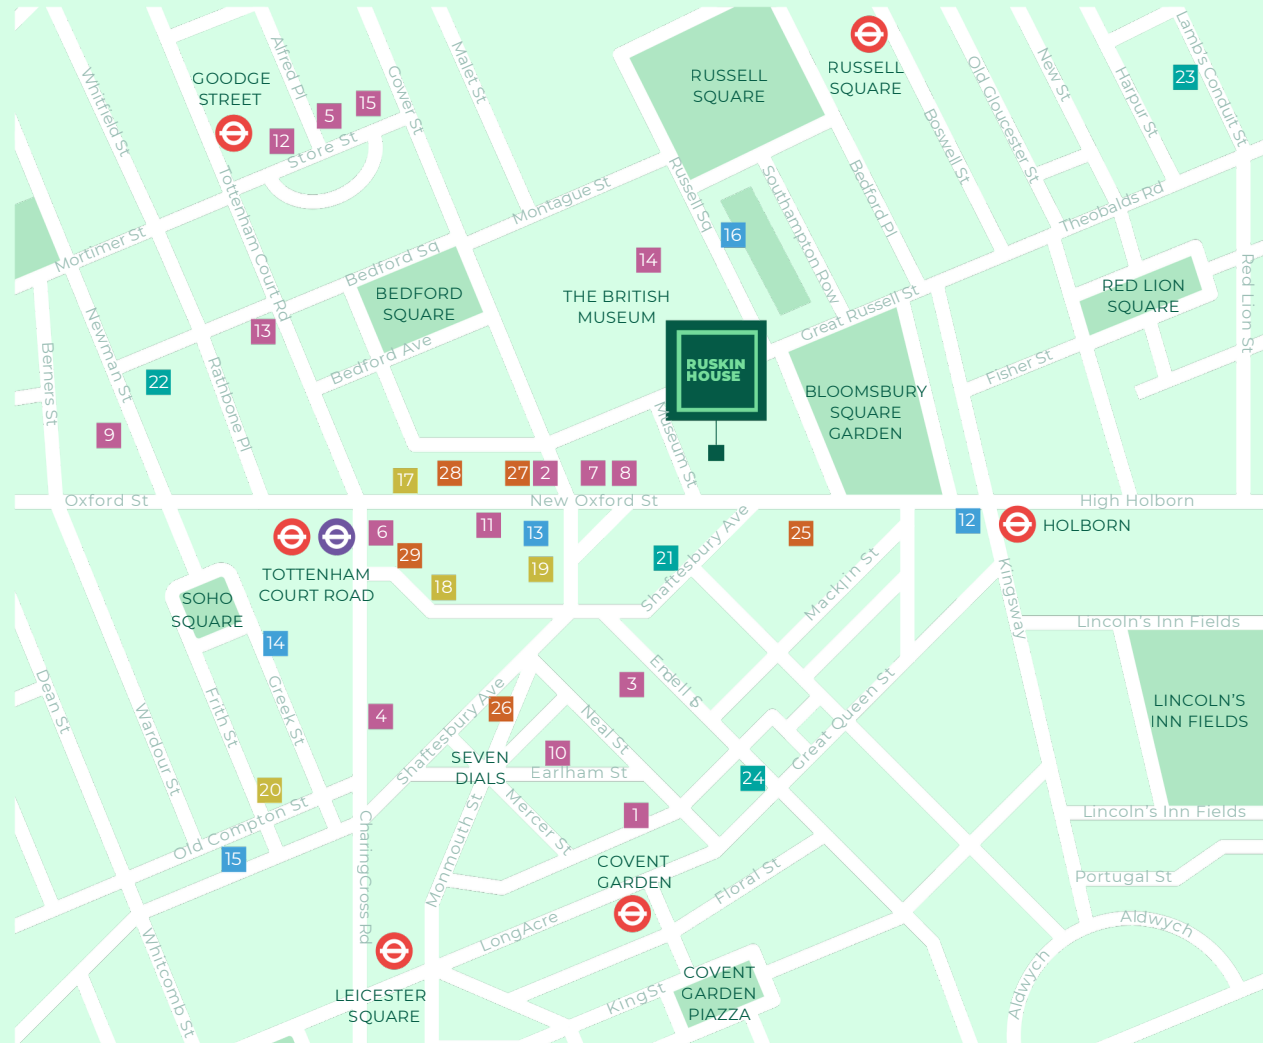 RUSSELL
SQUARE
RUSSELL
SQUARE
23
Lamb's Conduit St
Alfred Pl
Gower St
Malet St
Whitfield St
GOODGE
STREET
5
15
12
Store St
Old Gloucester St
New St
Harpur St
Boswell St
Bedford Pl
Southampton Row
Russell Sq
Montague St
Theobalds Rd
Mortimer St
Tottenham Court Rd
Bedford Sq
16
14
THE BRITISH
MUSEUM
BEDFORD
SQUARE
RED LION
SQUARE
Red Lion St
Great Russell St
13
Newman St
Berners St
Rathbone Pl
Bedford Ave
22
RUSKIN
HOUSE
Fisher St
BLOOMSBURY
SQUARE
GARDEN
9
Museum St
17
28
27
2
7
8
Oxford St
New Oxford St
High Holborn
6
11
13
29
18
19
21
Shaftesbury Ave
25
12
HOLBORN
TOTTENHAM
COURT ROAD
Macklin St
Kingsway
SOHO
SQUARE
14
Lincoln's Inn Fields
LINCOLN'S
INN FIELDS
Endell S
3
4
26
Shaftesbury Ave
Neal St
Great Queen St
Dean St
Wardour St
Frith St
Greek St
SEVEN
DIALS
10
Earlham St
24
20
Old Compton St
15
1
Mercer St
Monmouth St
CharingCross Rd
Lincoln's Inn Fields
COVENT
GARDEN
Floral St
Portugal St
LongAcre
Aldwych
Whitcomb St
LEICESTER
SQUARE
KingSt
COVENT
GARDEN
PIAZZA
Aldwych